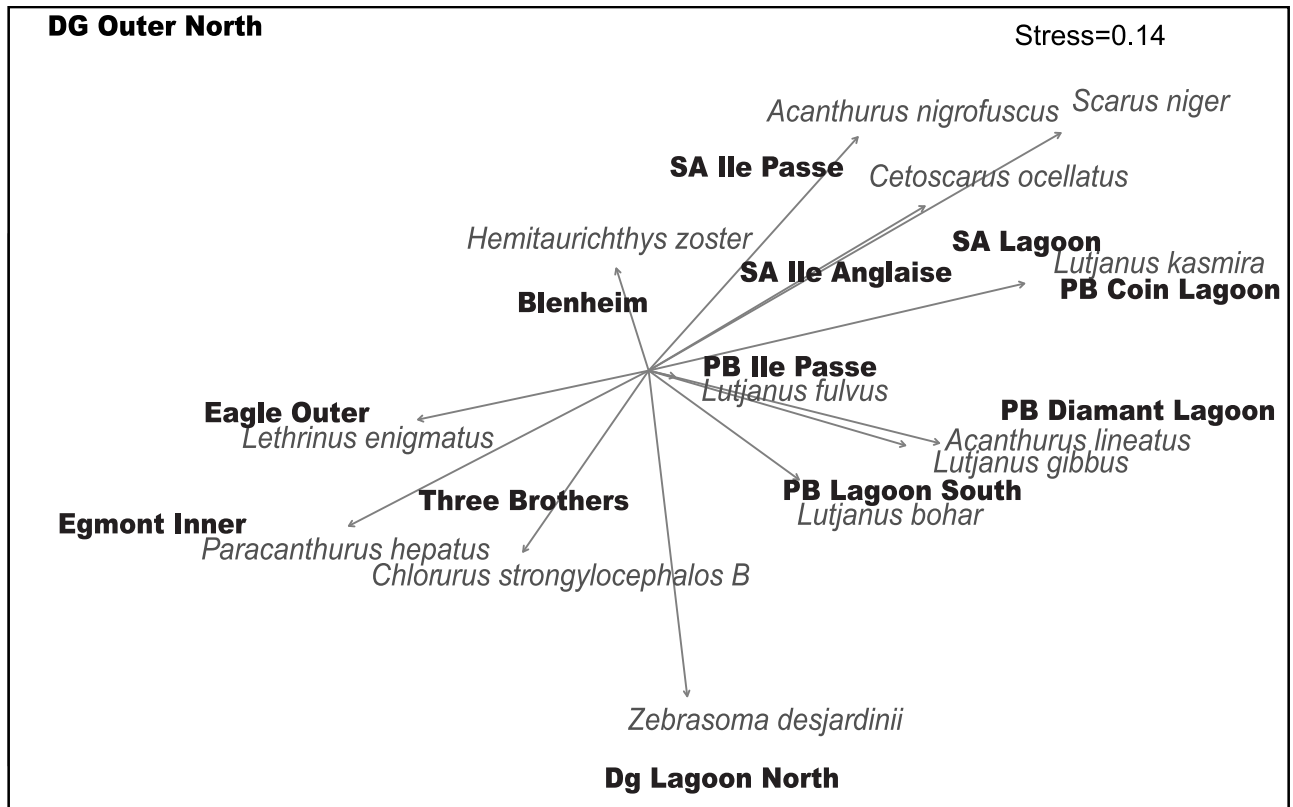 DG Outer North
Stress=0.14
Acanthurus nigrofuscus
Scarus niger
SA Ile Passe
Cetoscarus ocellatus
Hemitaurichthys zoster
SA Lagoon
Lutjanus kasmira
SA Ile Anglaise
PB Coin Lagoon
Blenheim
PB Ile Passe
Lutjanus fulvus
Eagle Outer
Lethrinus enigmatus
PB Diamant Lagoon
Acanthurus lineatus
Lutjanus gibbus
PB Lagoon South
Lutjanus bohar
Three Brothers
Egmont Inner
Paracanthurus hepatus
Chlorurus strongylocephalos B
Zebrasoma desjardinii
Dg Lagoon North